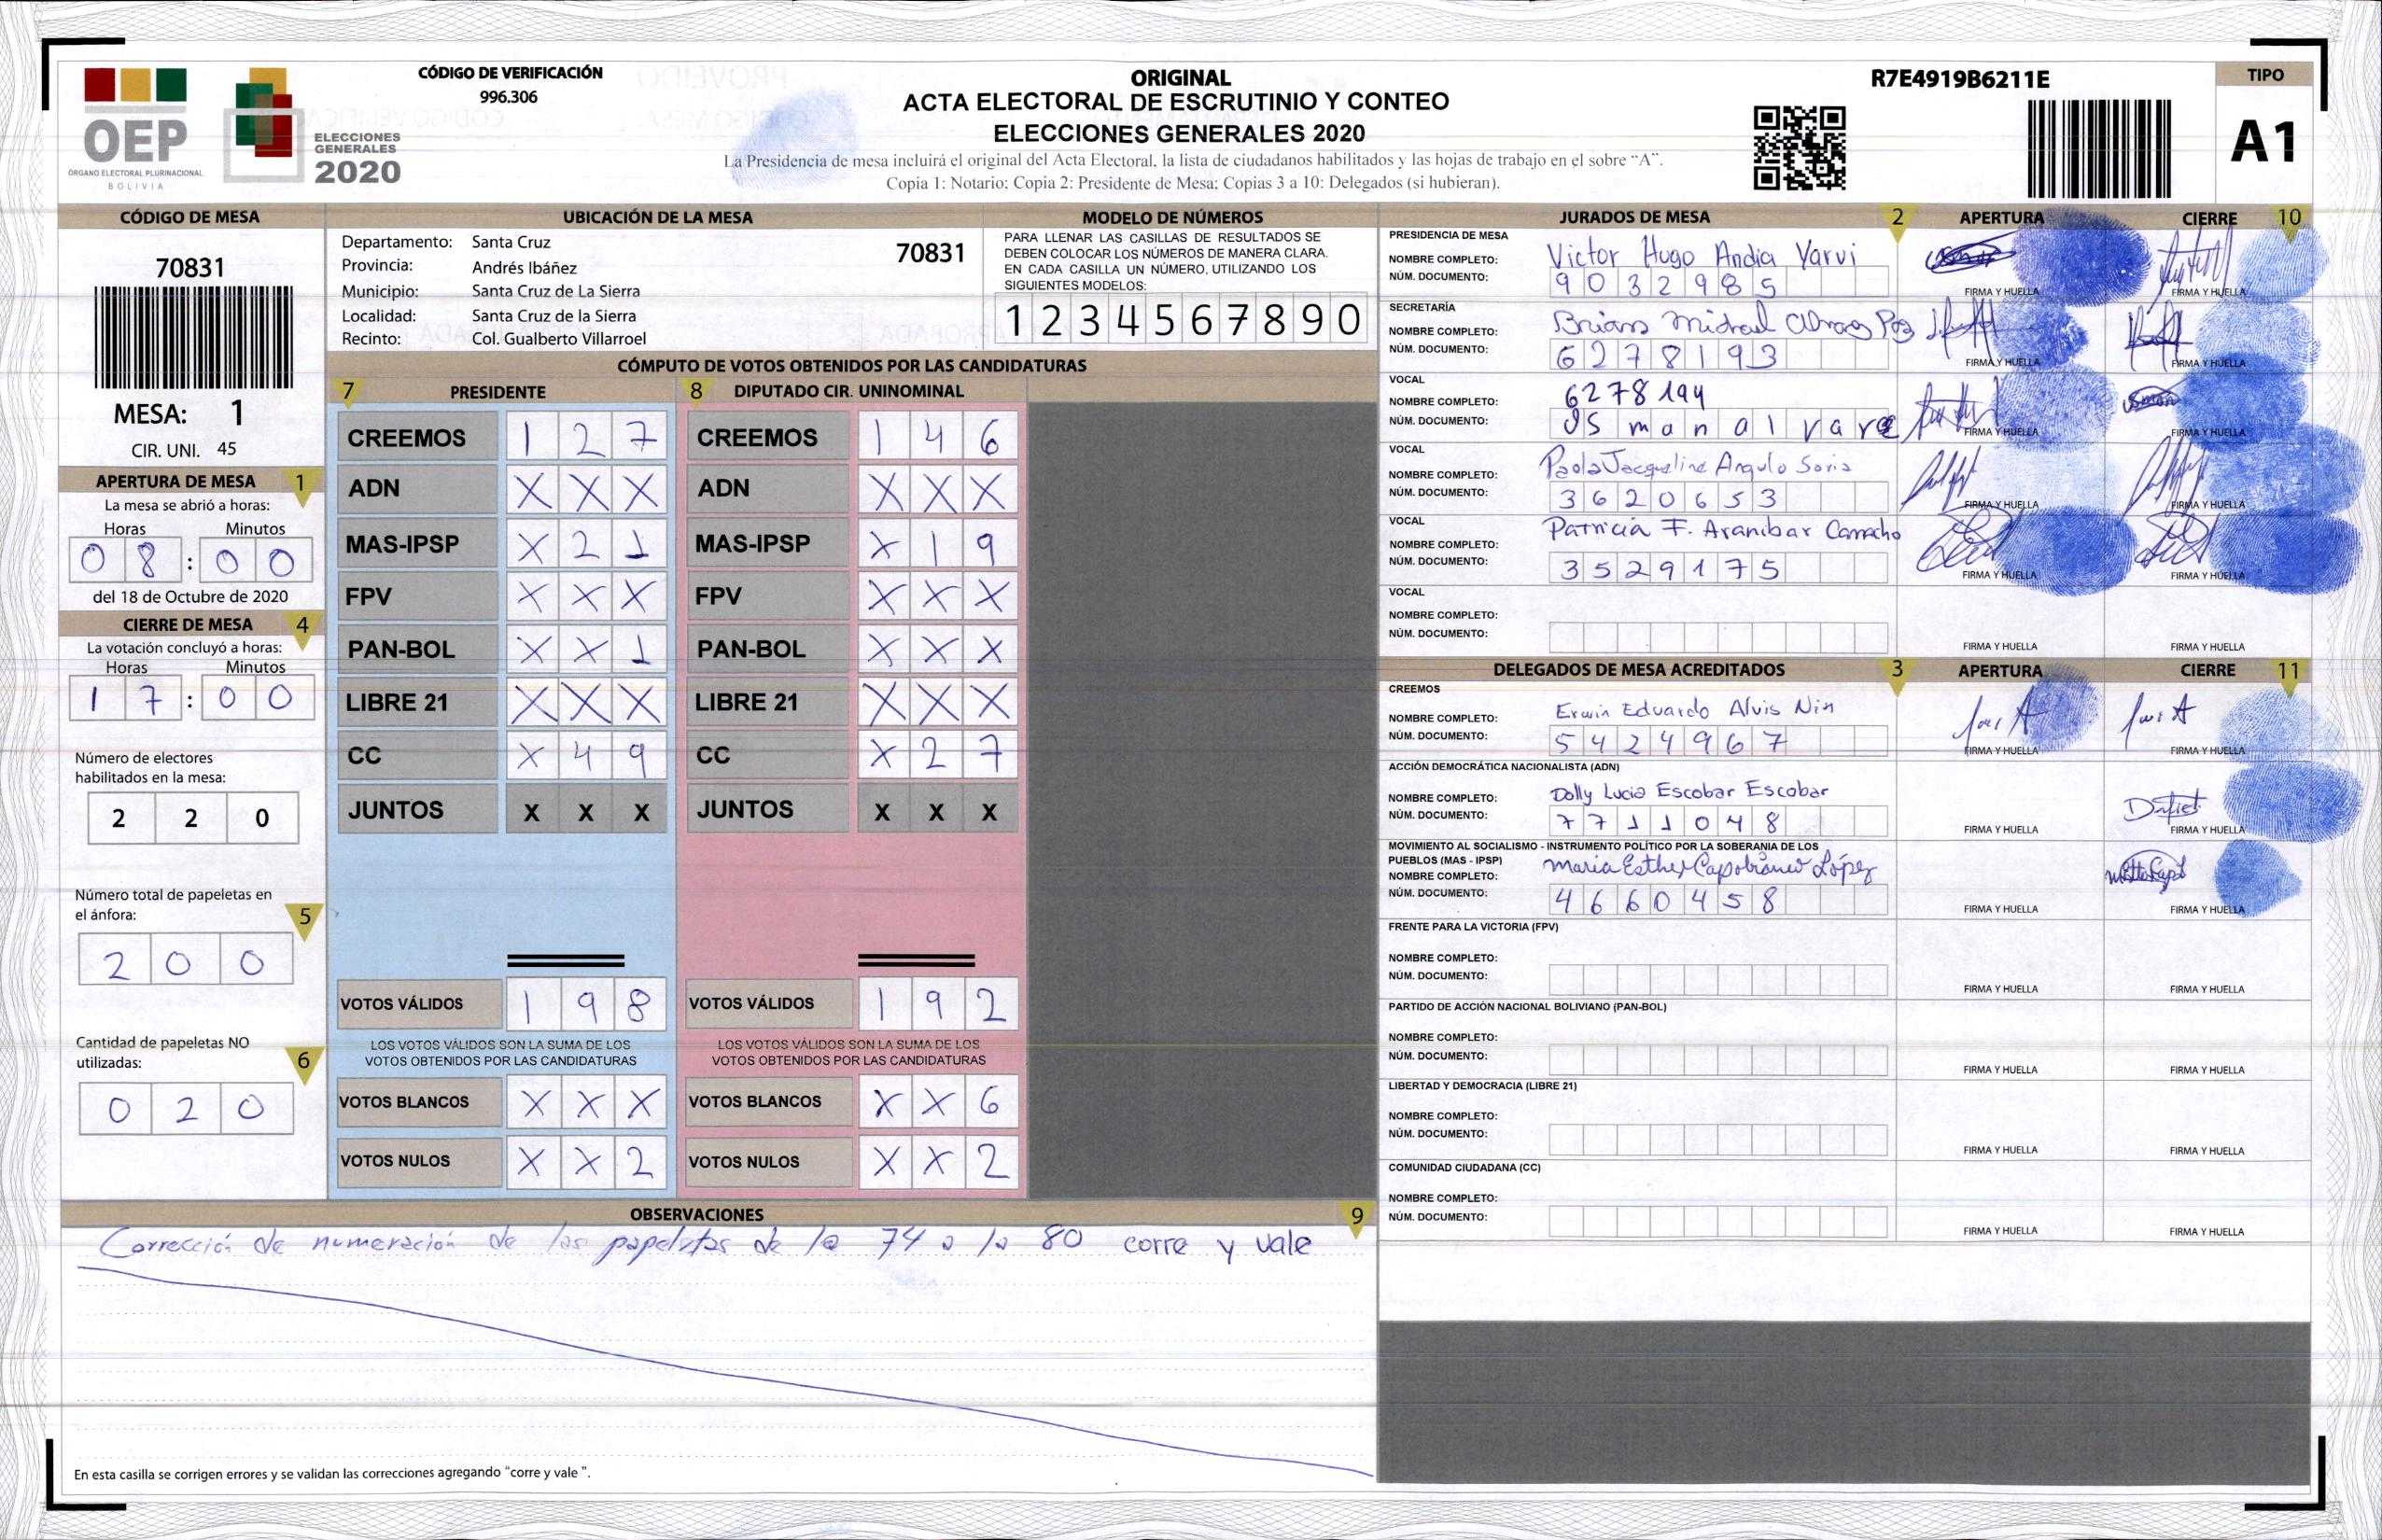 CÓDIGO DE VERIFICACIÓN
996.306
OEP
ÓRGANO ELECTORAL PLURINACIONAL
BOLIVIA
ELECCIONES
GENERALES
2020
ORIGINAL
ACTA ELECTORAL DE ESCRUTINIO Y CONTEO
ELECCIONES GENERALES 2020
La Presidencia de mesa incluirá el original del Acta Electoral, la lista de ciudadanos habilitados y las hojas de trabajo en el sobre "A".
Copia 1: Notario; Copia 2: Presidente de Mesa; Copias 3 a 10: Delegados (si hubieran).
R7E4919B6211E
TIPO
A1
CÓDIGO DE MESA
70831
MESA: 1
CIR. UNI. 45
APERTURA DE MESA 1
La mesa se abrió a horas:
Horas Minutos
0 8 : 0 0
del 18 de Octubre de 2020
CIERRE DE MESA 4
La votación concluyó a horas:
Horas Minutos
1 7 : 0 0
Número de electores
habilitados en la mesa:
2 2 0
Número total de papeletas en
el ánfora: 5
2 0 0
Cantidad de papeletas NO
utilizadas: 6
0 2 0
UBICACIÓN DE LA MESA
Departamento: Santa Cruz 70831
Provincia: Andrés Ibáñez
Municipio: Santa Cruz de La Sierra
Localidad: Santa Cruz de la Sierra
Recinto: Col. Gualberto Villarroel
MODELO DE NÚMEROS
PARA LLENAR LAS CASILLAS DE RESULTADOS SE
DEBEN COLOCAR LOS NÚMEROS DE MANERA CLARA.
EN CADA CASILLA UN NÚMERO, UTILIZANDO LOS
SIGUIENTES MODELOS:
1 2 3 4 5 6 7 8 9 0
CÓMPUTO DE VOTOS OBTENIDOS POR LAS CANDIDATURAS
7 PRESIDENTE
CREEMOS 1 2 7
ADN X X X
MAS-IPSP X 2 1
FPV X X X
PAN-BOL X X 1
LIBRE 21 X X X
CC X 4 9
JUNTOS X X X
VOTOS VÁLIDOS 1 9 8
LOS VOTOS VÁLIDOS SON LA SUMA DE LOS
VOTOS OBTENIDOS POR LAS CANDIDATURAS
VOTOS BLANCOS X X X
VOTOS NULOS X X 2
8 DIPUTADO CIR. UNINOMINAL
CREEMOS 1 4 6
ADN X X X
MAS-IPSP X 1 9
FPV X X X
PAN-BOL X X X
LIBRE 21 X X X
CC X 2 7
JUNTOS X X X
VOTOS VÁLIDOS 1 9 2
LOS VOTOS VÁLIDOS SON LA SUMA DE LOS
VOTOS OBTENIDOS POR LAS CANDIDATURAS
VOTOS BLANCOS X X 6
VOTOS NULOS X X 2
OBSERVACIONES 9
Corrección de numeración de las papeletas de la 74 a la 80 corre y vale
En esta casilla se corrigen errores y se validan las correcciones agregando "corre y vale ".
JURADOS DE MESA 2 APERTURA CIERRE 10
PRESIDENCIA DE MESA
NOMBRE COMPLETO: Victor Hugo Andia Yarvi
NÚM. DOCUMENTO: 9 0 3 2 9 8 5
FIRMA Y HUELLA FIRMA Y HUELLA
SECRETARÍA
NOMBRE COMPLETO: Brians
NÚM. DOCUMENTO: 6 2 7 8 1 9 3
FIRMA Y HUELLA FIRMA Y HUELLA
VOCAL
NOMBRE COMPLETO: 6278194
NÚM. DOCUMENTO: I S m a n a l v a r e
FIRMA Y HUELLA FIRMA Y HUELLA
VOCAL
NOMBRE COMPLETO: Paola Jacqueline Angulo Soria
NÚM. DOCUMENTO: 3 6 2 0 6 5 3
FIRMA Y HUELLA FIRMA Y HUELLA
VOCAL
NOMBRE COMPLETO: Patricia F. Aranibar Camacho
NÚM. DOCUMENTO: 3 5 2 9 1 7 5
FIRMA Y HUELLA FIRMA Y HUELLA
VOCAL
NOMBRE COMPLETO:
NÚM. DOCUMENTO:
FIRMA Y HUELLA FIRMA Y HUELLA
DELEGADOS DE MESA ACREDITADOS 3 APERTURA CIERRE 11
CREEMOS
NOMBRE COMPLETO: Erwin Eduardo Alvis Nin
NÚM. DOCUMENTO: 5 4 2 4 9 6 7
FIRMA Y HUELLA FIRMA Y HUELLA
ACCIÓN DEMOCRÁTICA NACIONALISTA (ADN)
NOMBRE COMPLETO: Dolly Lucia Escobar Escobar
NÚM. DOCUMENTO: 7 7 1 1 0 4 8
FIRMA Y HUELLA FIRMA Y HUELLA
MOVIMIENTO AL SOCIALISMO - INSTRUMENTO POLÍTICO POR LA SOBERANIA DE LOS
PUEBLOS (MAS - IPSP)
NOMBRE COMPLETO: Maria Esther Capobianco López
NÚM. DOCUMENTO: 4 6 6 0 4 5 8
FIRMA Y HUELLA FIRMA Y HUELLA
FRENTE PARA LA VICTORIA (FPV)
NOMBRE COMPLETO:
NÚM. DOCUMENTO:
FIRMA Y HUELLA FIRMA Y HUELLA
PARTIDO DE ACCIÓN NACIONAL BOLIVIANO (PAN-BOL)
NOMBRE COMPLETO:
NÚM. DOCUMENTO:
FIRMA Y HUELLA FIRMA Y HUELLA
LIBERTAD Y DEMOCRACIA (LIBRE 21)
NOMBRE COMPLETO:
NÚM. DOCUMENTO:
FIRMA Y HUELLA FIRMA Y HUELLA
COMUNIDAD CIUDADANA (CC)
NOMBRE COMPLETO:
NÚM. DOCUMENTO:
FIRMA Y HUELLA FIRMA Y HUELLA